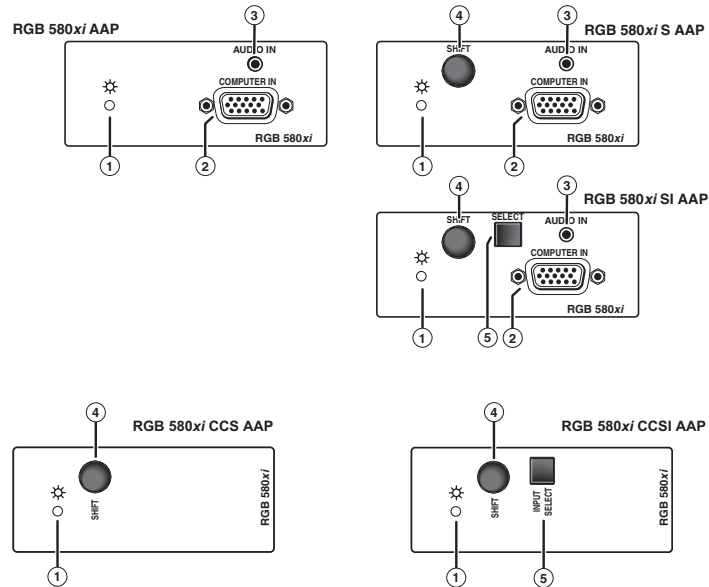 RGB 580xi AAP
3
AUDIO IN
COMPUTER IN
RGB 580xi
1
2
RGB 580xi S AAP
4
3
SHIFT
AUDIO IN
COMPUTER IN
RGB 580xi
1
2
RGB 580xi SI AAP
4
3
SHIFT
SELECT
AUDIO IN
COMPUTER IN
RGB 580xi
1
5
2
RGB 580xi CCS AAP
4
SHIFT
RGB 580xi
1
RGB 580xi CCSI AAP
4
SHIFT
INPUT
SELECT
RGB 580xi
1
5